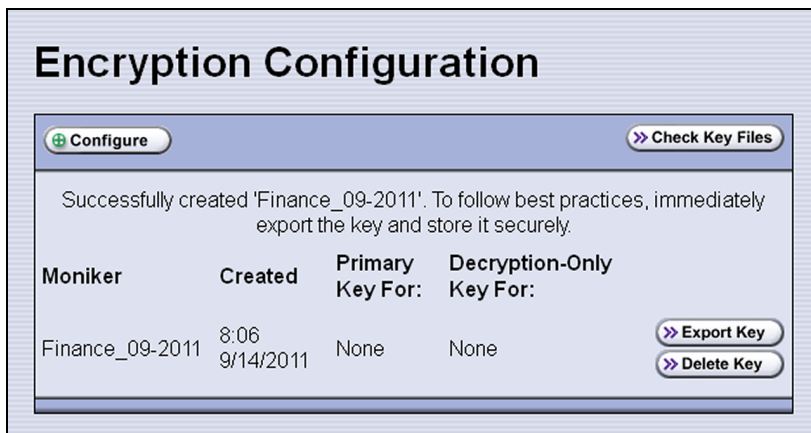 Encryption Configuration
Configure
Check Key Files
Successfully created 'Finance_09-2011'. To follow best practices, immediately
export the key and store it securely.
Moniker Created Primary Key For: Decryption-Only Key For:
Finance_09-2011 8:06 9/14/2011 None None
Export Key
Delete Key